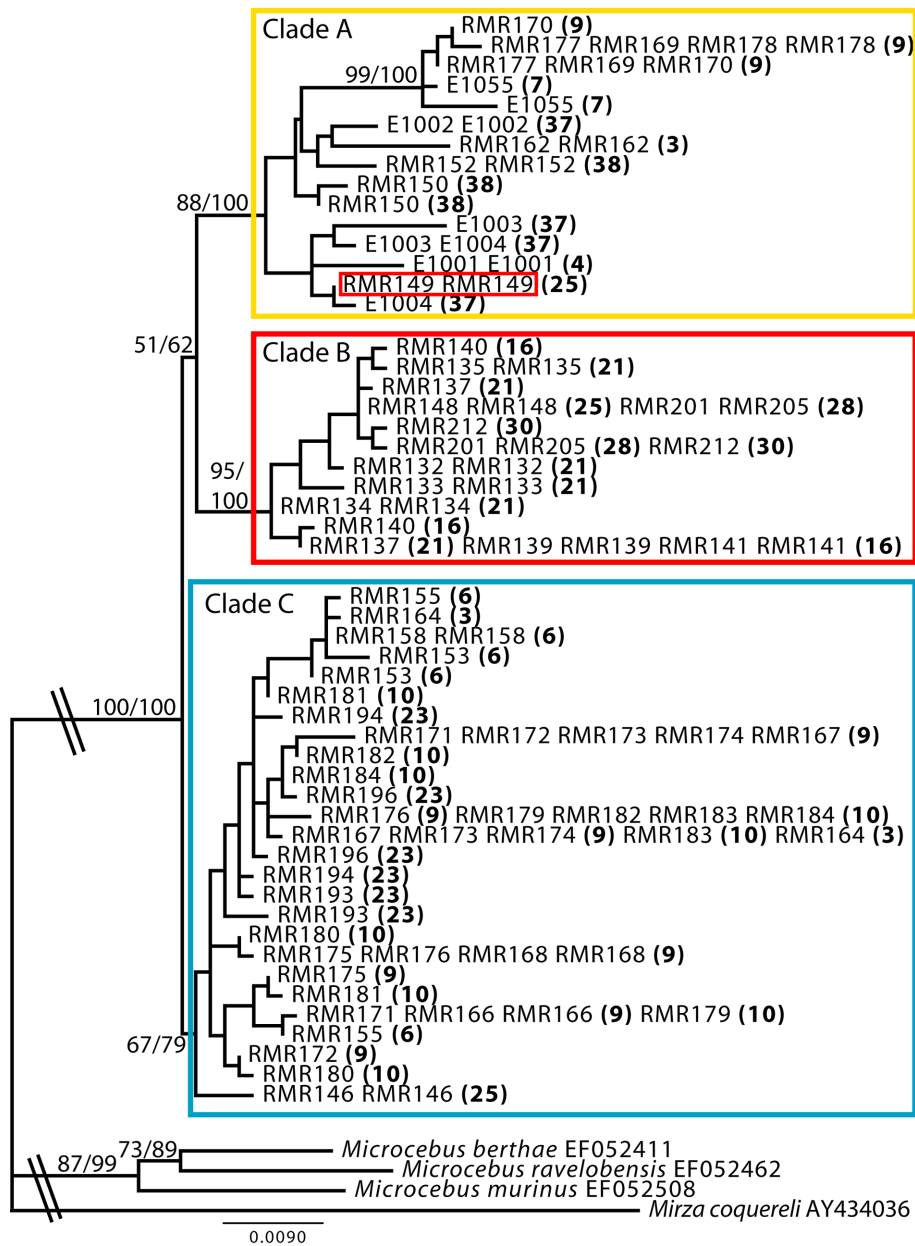 Clade A
RMR170 (9)
RMR177 RMR169 RMR178 RMR178 (9)
RMR177 RMR169 RMR170 (9)
99/100
E1055 (7)
E1055 (7)
E1002 E1002 (37)
RMR162 RMR162 (3)
RMR152 RMR152 (38)
RMR150 (38)
RMR150 (38)
88/100
E1003 (37)
E1003 E1004 (37)
E1001 E1001 (4)
RMR149 RMR149 (25)
E1004 (37)
51/62
Clade B
RMR140 (16)
RMR135 RMR135 (21)
RMR137 (21)
RMR148 RMR148 (25) RMR201 RMR205 (28)
RMR212 (30)
RMR201 RMR205 (28) RMR212 (30)
RMR132 RMR132 (21)
95/
100
RMR133 RMR133 (21)
RMR134 RMR134 (21)
RMR140 (16)
RMR137 (21) RMR139 RMR139 RMR141 RMR141 (16)
Clade C
RMR155 (6)
RMR164 (3)
RMR158 RMR158 (6)
RMR153 (6)
RMR153 (6)
RMR181 (10)
100/100
RMR194 (23)
RMR171 RMR172 RMR173 RMR174 RMR167 (9)
RMR182 (10)
RMR184 (10)
RMR196 (23)
RMR176 (9) RMR179 RMR182 RMR183 RMR184 (10)
RMR167 RMR173 RMR174 (9) RMR183 (10) RMR164 (3)
RMR196 (23)
RMR194 (23)
RMR193 (23)
RMR193 (23)
RMR180 (10)
RMR175 RMR176 RMR168 RMR168 (9)
RMR175 (9)
RMR181 (10)
RMR171 RMR166 RMR166 (9) RMR179 (10)
RMR155 (6)
67/79
RMR172 (9)
RMR180 (10)
RMR146 RMR146 (25)
73/89
Microcebus berthae EF052411
87/99
Microcebus ravelobensis EF052462
Microcebus murinus EF052508
Mirza coquereli AY434036
0.0090